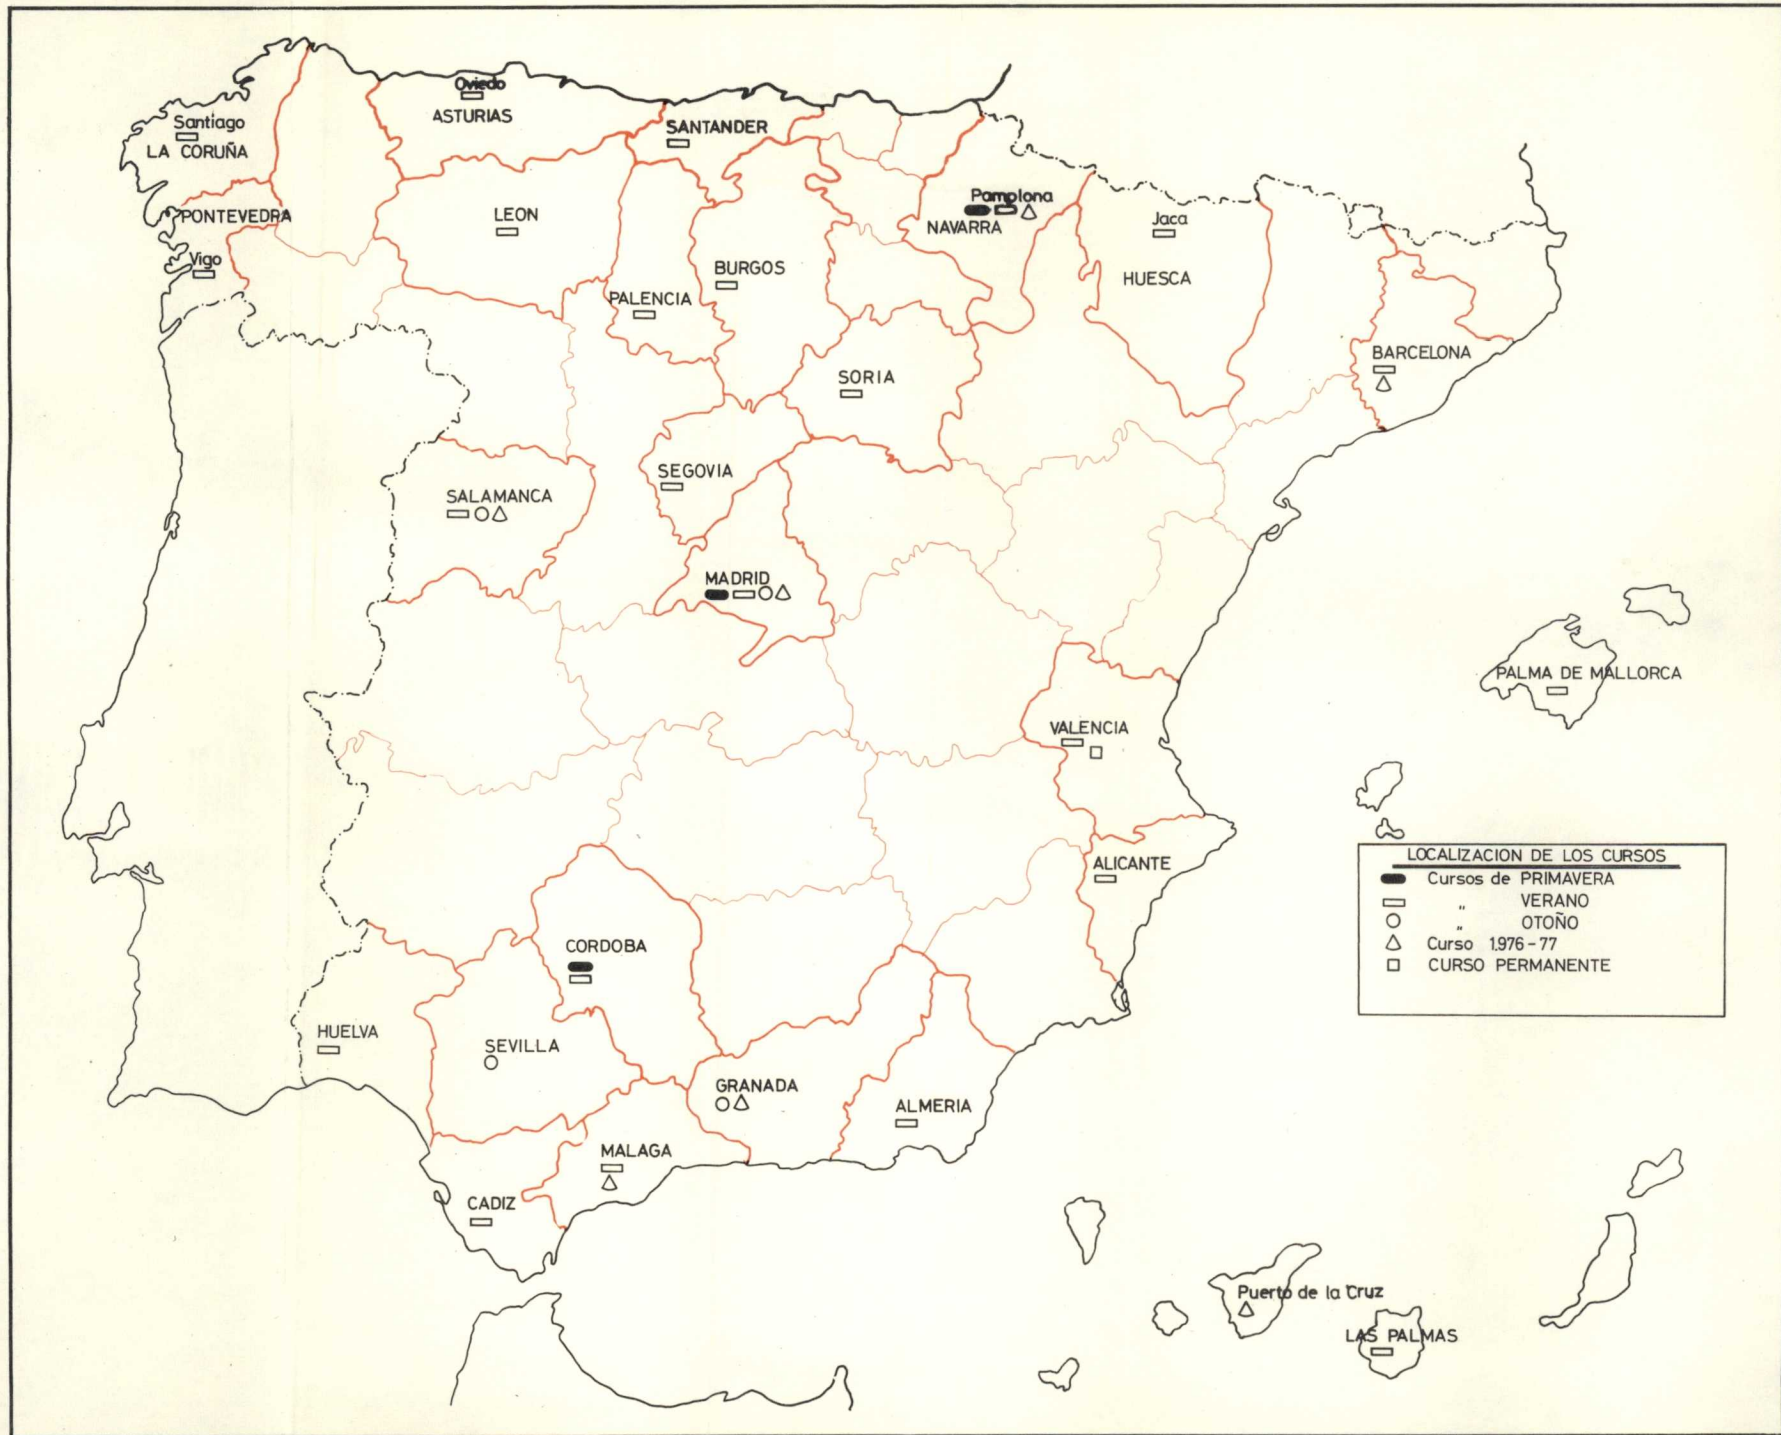 Oviedo
ASTURIAS
Santiago
LA CORUÑA
SANTANDER
PONTEVEDRA
Vigo
LEON
Pamplona
NAVARRA
Jaca
HUESCA
BURGOS
PALENCIA
SORIA
BARCELONA
SEGOVIA
SALAMANCA
MADRID
PALMA DE MALLORCA
VALENCIA
ALICANTE
LOCALIZACION DE LOS CURSOS
Cursos de PRIMAVERA
„ VERANO
„ OTOÑO
Curso 1.976-77
CURSO PERMANENTE
CORDOBA
HUELVA
SEVILLA
GRANADA
ALMERIA
MALAGA
CADIZ
Puerto de la Cruz
LAS PALMAS